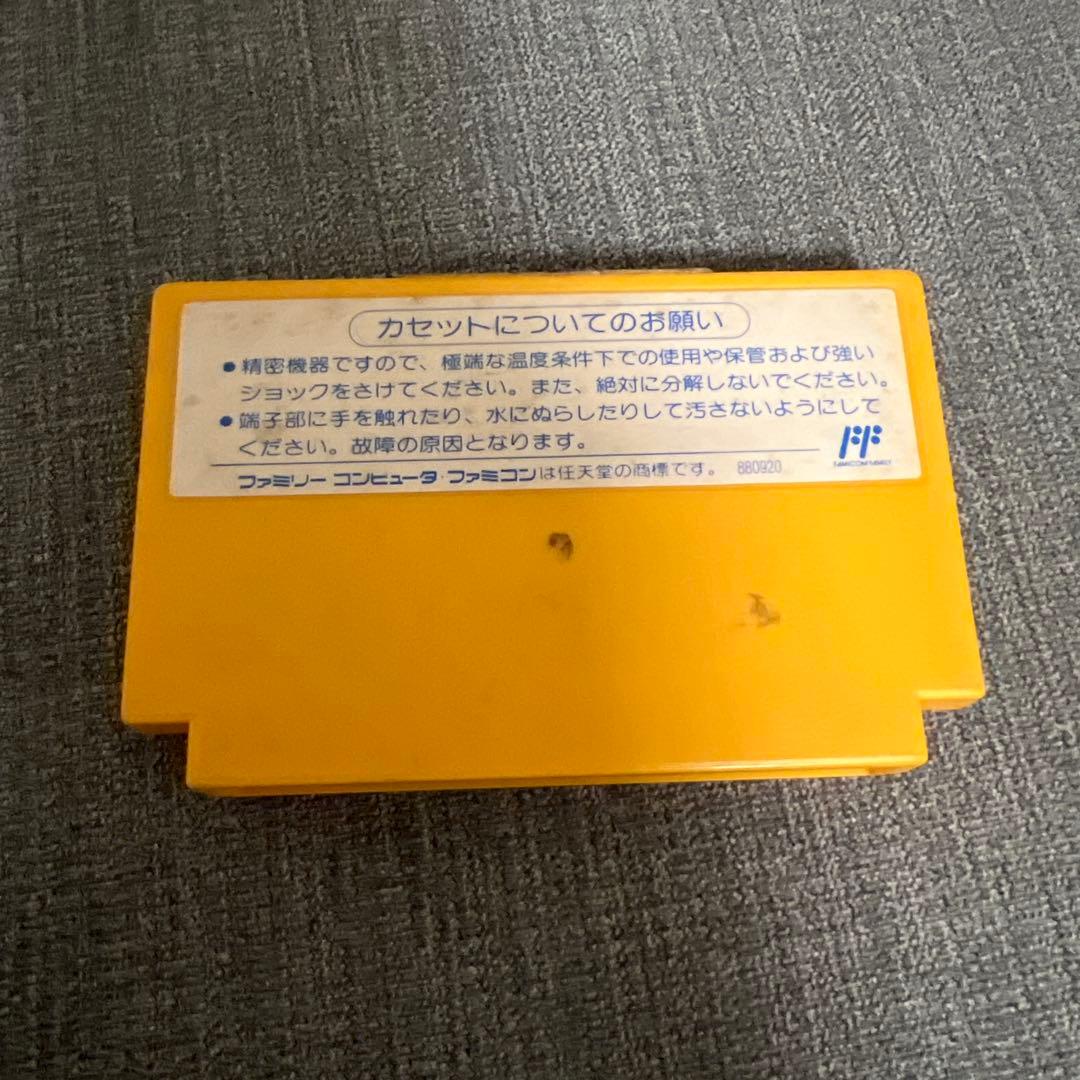 カセットについてのお願い
●精密機器ですので、極端な温度条件下での使用や保管および強い
ショックをさけてください。また、絶対に分解しないでください。
●端子部に手を触れたり、水にぬらしたりして汚さないようにして
ください。故障の原因となります。
ファミリー コンピュータ・ファミコンは任天堂の商標です。 880920
FAMICOM FAMILY